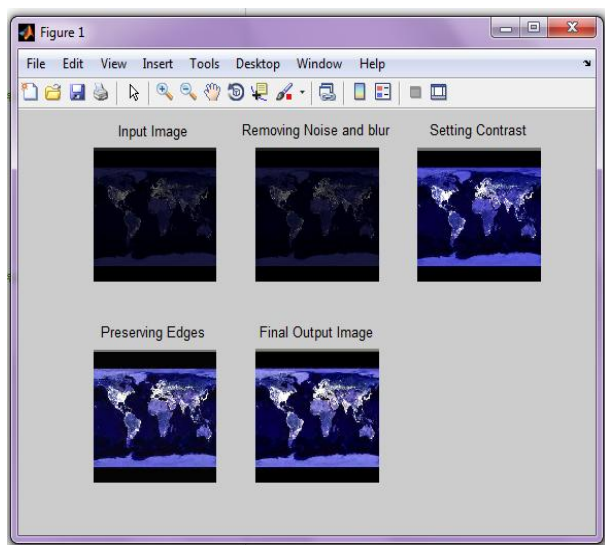 Figure 1
File Edit View Insert Tools Desktop Window Help
Input Image Removing Noise and blur Setting Contrast
Preserving Edges Final Output Image